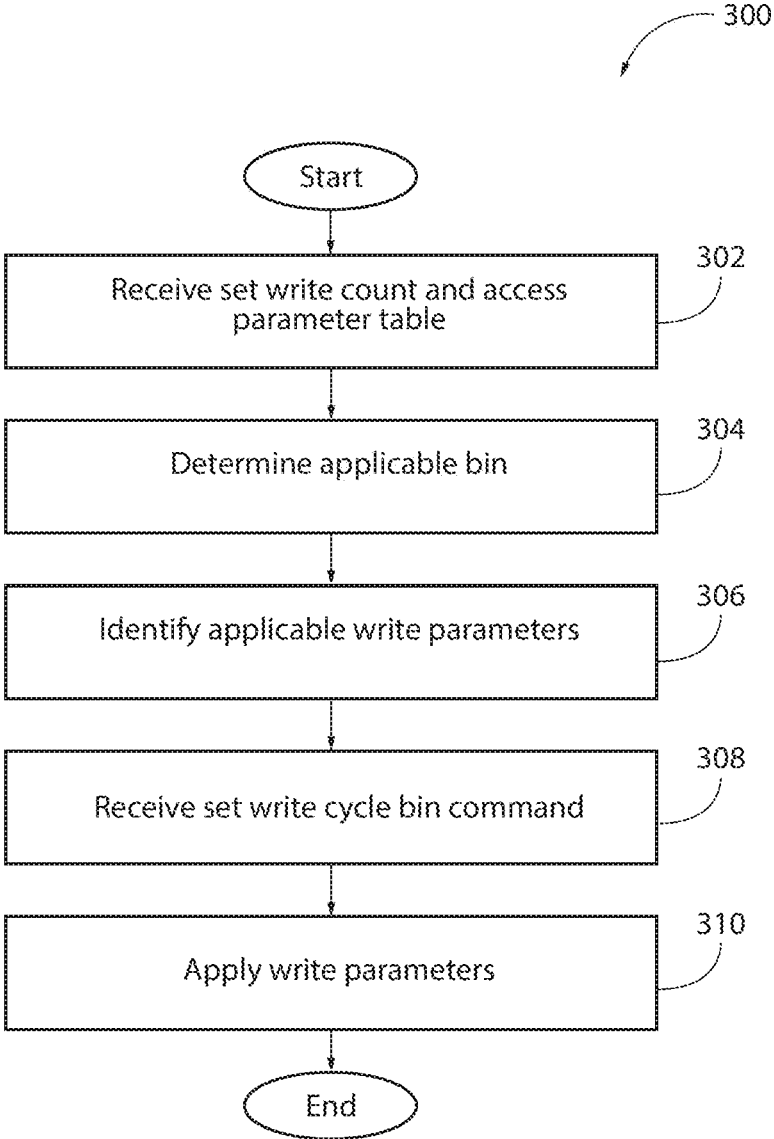 300
Start
302
Receive set write count and access
parameter table
304
Determine applicable bin
306
Identify applicable write parameters
308
Receive set write cycle bin command
310
Apply write parameters
End